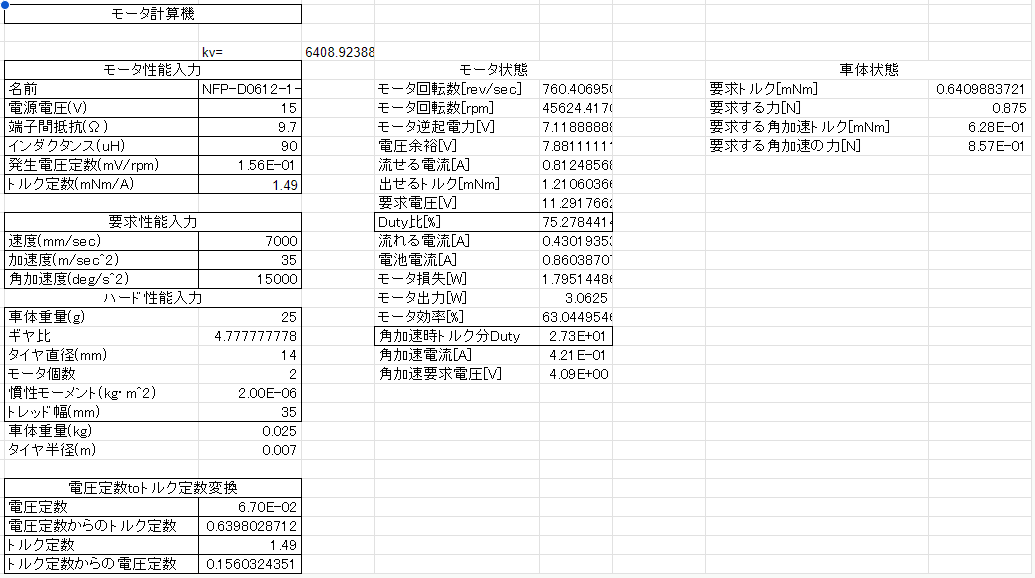 モータ計算機
kv= 6408.92388
モータ性能入力 モータ状態 車体状態
名前 NFP-D0612-1- モータ回転数[rev/sec] 760.406950 要求トルク[mNm] 0.6409883721
電源電圧(V) 15 モータ回転数[rpm] 45624.4170 要求する力[N] 0.875
端子間抵抗(Ω) 9.7 モータ逆起電力[V] 7.11888888 要求する角加速トルク[mNm] 6.28E-01
インダクタンス(uH) 90 電圧余裕[V] 7.88111111 要求する角加速の力[N] 8.57E-01
発生電圧定数(mV/rpm) 1.56E-01 流せる電流[A] 0.8124856
トルク定数(mNm/A) 1.49 出せるトルク[mNm] 1.2106036
要求電圧[V] 11.291766
要求性能入力 Duty比[%] 75.278441
速度(mm/sec) 7000 流れる電流[A] 0.4301935
加速度(m/sec^2) 35 電池電流[A] 0.8603870
角加速度(deg/s^2) 15000 モータ損失[W] 1.7951448
ハード性能入力 モータ出力[W] 3.0625
車体重量(g) 25 モータ効率[%] 63.044954
ギヤ比 4.777777778 角加速時トルク分Duty 2.73E+01
タイヤ直径(mm) 14 角加速電流[A] 4.21E-01
モータ個数 2 角加速要求電圧[V] 4.09E+00
慣性モーメント(kg・m^2) 2.00E-06
トレッド幅(mm) 35
車体重量(kg) 0.025
タイヤ半径(m) 0.007
電圧定数toトルク定数変換
電圧定数 6.70E-02
電圧定数からのトルク定数 0.6398028712
トルク定数 1.49
トルク定数からの電圧定数 0.1560324351